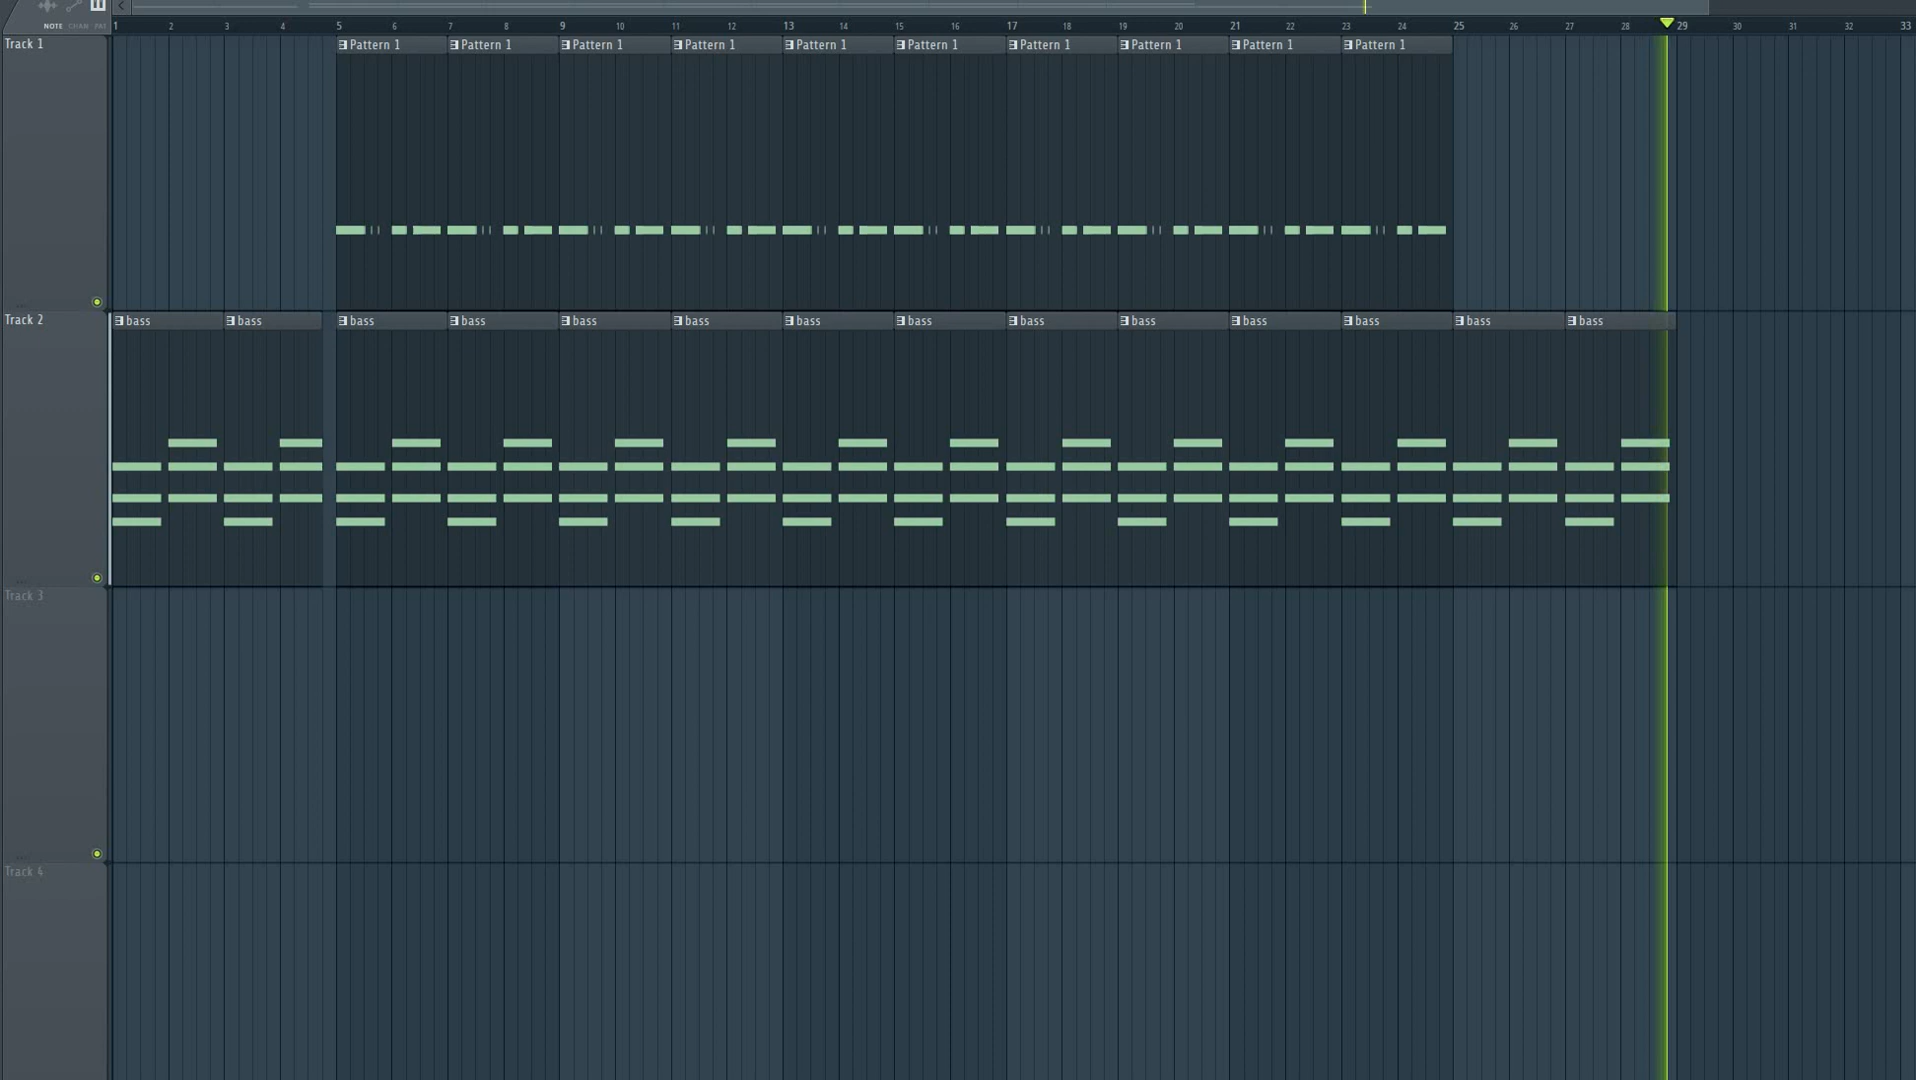 NOTE CHAN PAT
1 2 3 4 5 6 7 8 9 10 11 12 13 14 15 16 17 18 19 20 21 22 23 24 25 26 27 28 29 30 31 32 33
Track 1
Pattern 1 Pattern 1 Pattern 1 Pattern 1 Pattern 1 Pattern 1 Pattern 1 Pattern 1 Pattern 1 Pattern 1
Track 2
bass bass bass bass bass bass bass bass bass bass bass bass bass bass
Track 3
Track 4